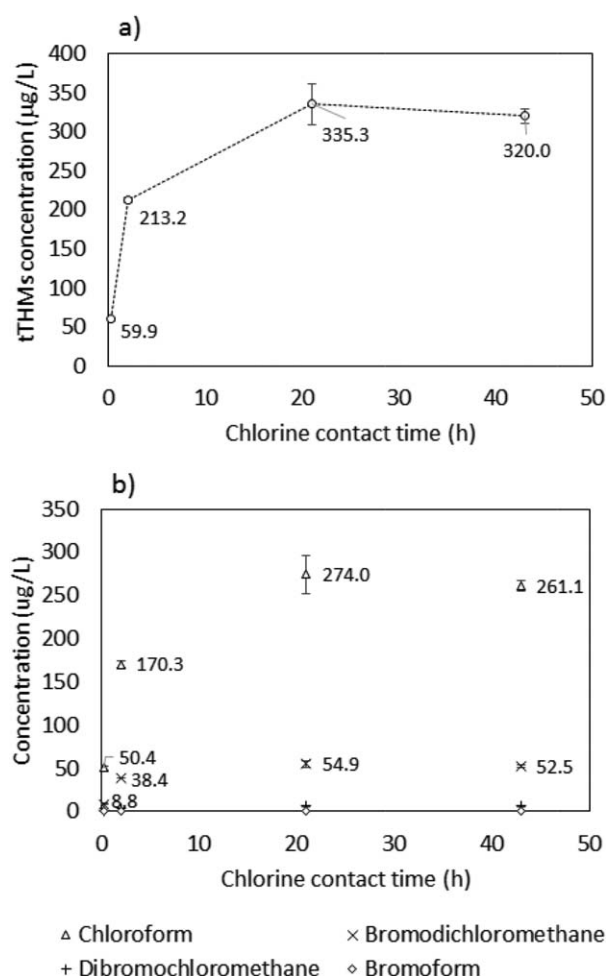 a)
400
350
300
250
200
150
100
50
0
tTHMs concentration (µg/L)
335.3
320.0
213.2
59.9
0 10 20 30 40 50
Chlorine contact time (h)
b)
350
300
250
200
150
100
50
0
Concentration (ug/L)
274.0
261.1
170.3
50.4
38.4
8.8
54.9
52.5
0 10 20 30 40 50
Chlorine contact time (h)
Chloroform Bromodichloromethane
Dibromochloromethane Bromoform